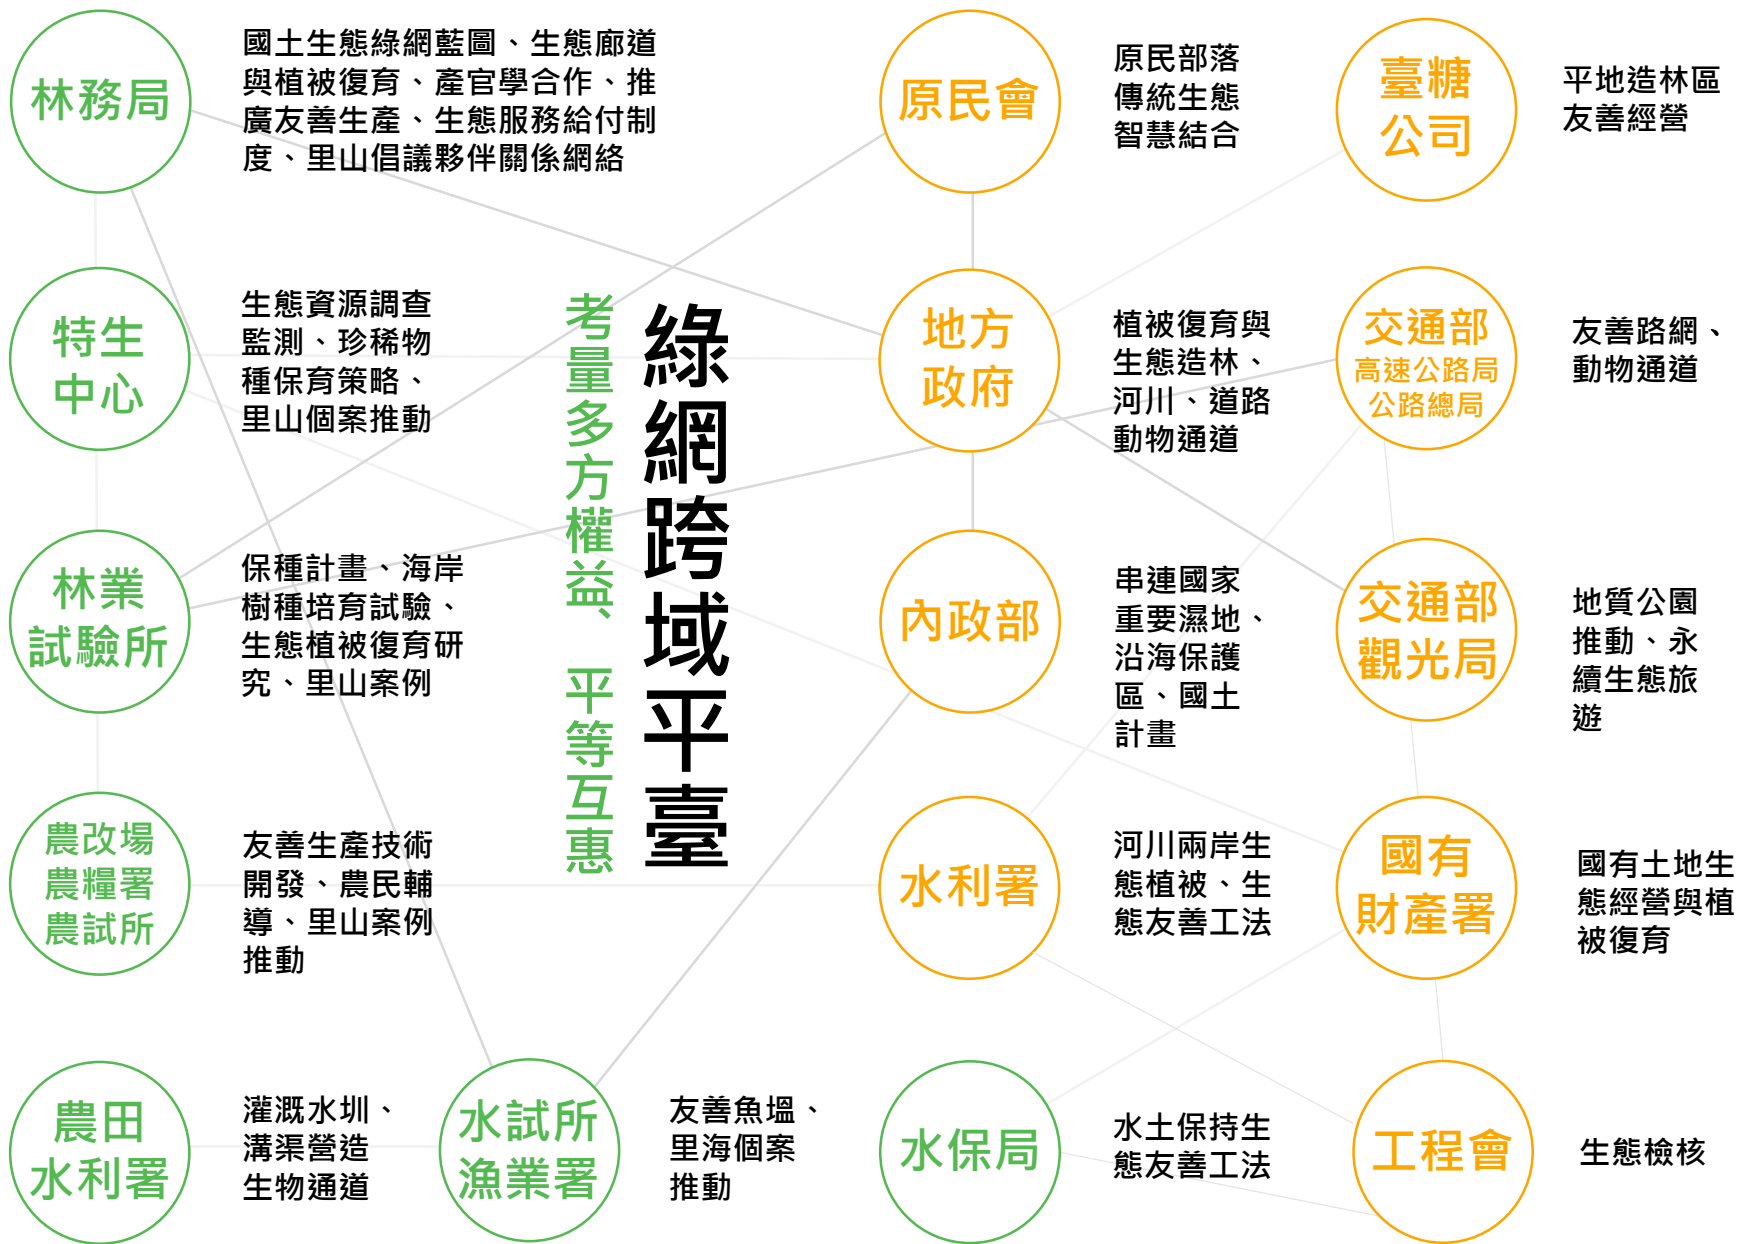 林務局
國土生態綠網藍圖、生態廊道
與植被復育、產官學合作、推
廣友善生產、生態服務給付制
度、里山倡議夥伴關係網絡
原民會
原民部落
傳統生態
智慧結合
臺糖
公司
平地造林區
友善經營
特生
中心
生態資源調查
監測、珍稀物
種保育策略、
里山個案推動
綠網跨域平臺
考量多方權益、平等互惠
地方
政府
植被復育與
生態造林、
河川、道路
動物通道
交通部
高速公路局
公路總局
友善路網、
動物通道
林業
試驗所
保種計畫、海岸
樹種培育試驗、
生態植被復育研
究、里山案例
內政部
串連國家
重要濕地、
沿海保護
區、國土
計畫
交通部
觀光局
地質公園
推動、永
續生態旅
遊
農改場
農糧署
農試所
友善生產技術
開發、農民輔
導、里山案例
推動
水利署
河川兩岸生
態植被、生
態友善工法
國有
財產署
國有土地生
態經營與植
被復育
農田
水利署
灌溉水圳、
溝渠營造
生物通道
水試所
漁業署
友善魚塭、
里海個案
推動
水保局
水土保持生
態友善工法
工程會
生態檢核